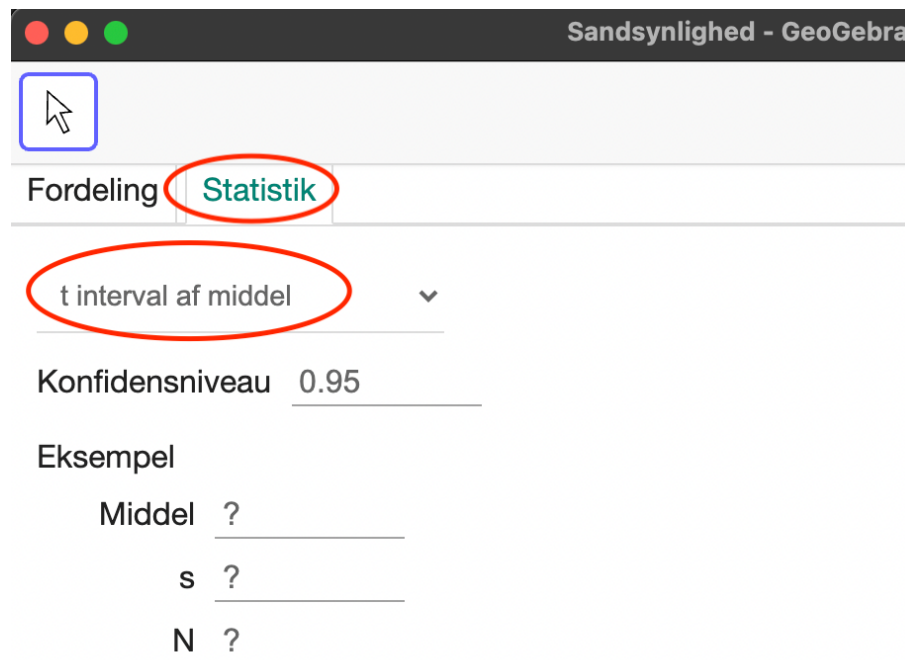 Sandsynlighed - GeoGebra
Fordeling Statistik
t interval af middel
Konfidensniveau 0.95
Eksempel
Middel ?
s ?
N ?